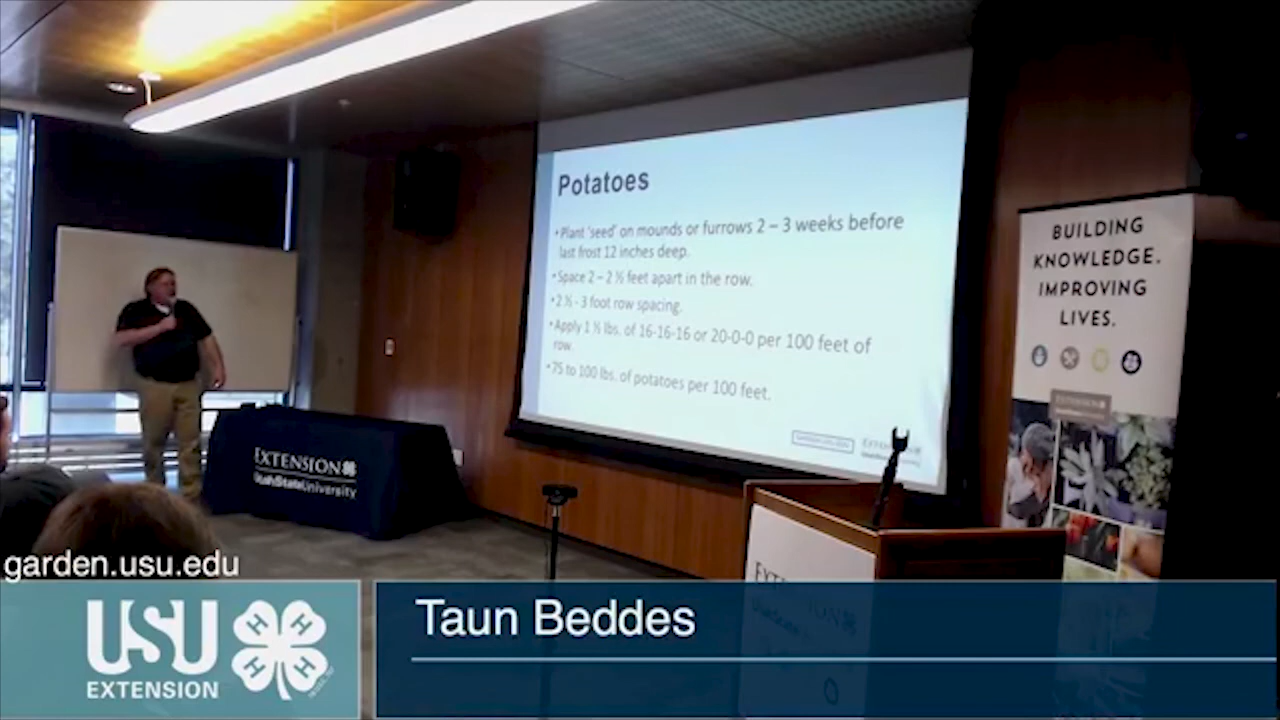 Potatoes
• Plant 'seed' on mounds or furrows 2 – 3 weeks before
last frost 12 inches deep.
• Space 2 – 2 ½ feet apart in the row.
• 2 ½ - 3 foot row spacing.
• Apply 1 ½ lbs. of 16-16-16 or 20-0-0 per 100 feet of
row.
• 75 to 100 lbs. of potatoes per 100 feet.
EXTENSION
BUILDING
KNOWLEDGE.
IMPROVING
LIVES.
EXTENSION
EXTENSION
UtahStateUniversity
garden.usu.edu
USU
EXTENSION
H H
H H
Taun Beddes